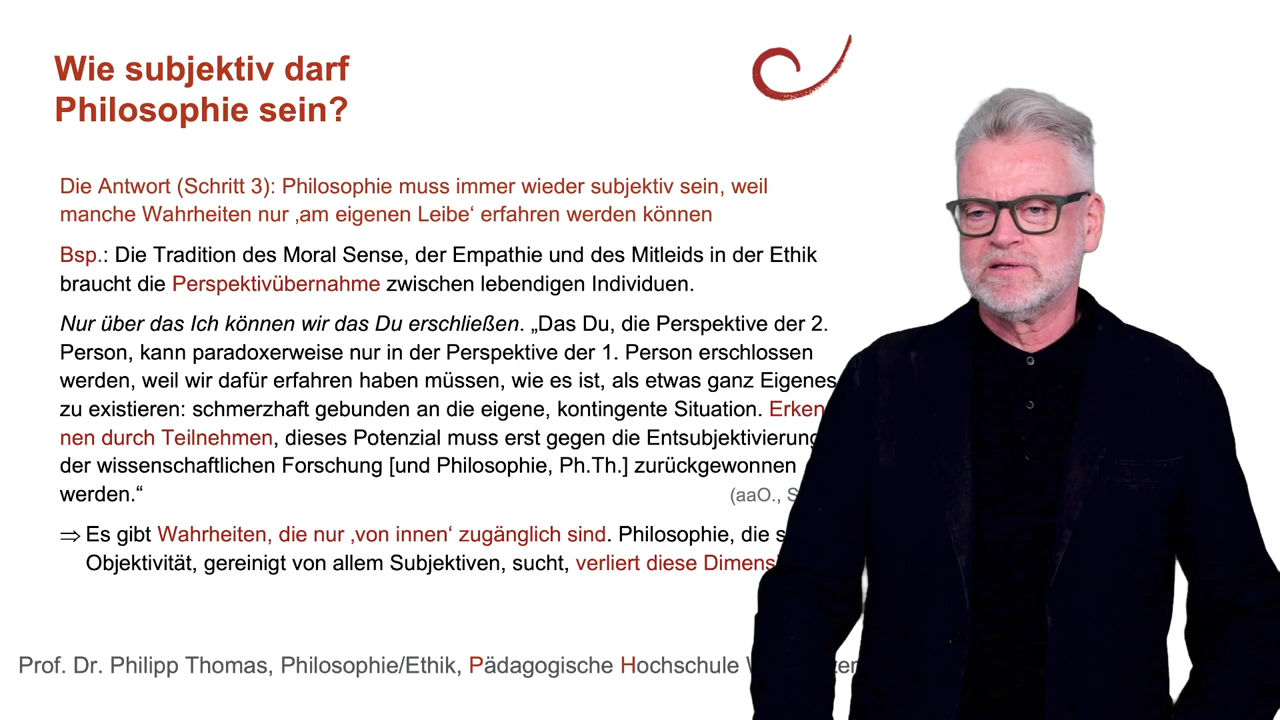 Wie subjektiv darf
Philosophie sein?
Die Antwort (Schritt 3): Philosophie muss immer wieder subjektiv sein, weil
manche Wahrheiten nur ‚am eigenen Leibe‘ erfahren werden können
Bsp.: Die Tradition des Moral Sense, der Empathie und des Mitleids in der Ethik
braucht die Perspektivübernahme zwischen lebendigen Individuen.
Nur über das Ich können wir das Du erschließen. „Das Du, die Perspektive der 2.
Person, kann paradoxerweise nur in der Perspektive der 1. Person erschlossen
werden, weil wir dafür erfahren haben müssen, wie es ist, als etwas ganz Eigenes
zu existieren: schmerzhaft gebunden an die eigene, kontingente Situation. Erken
nen durch Teilnehmen, dieses Potenzial muss erst gegen die Entsubjektivierung
der wissenschaftlichen Forschung [und Philosophie, Ph.Th.] zurückgewonnen
werden.“ (aaO.,
⇒ Es gibt Wahrheiten, die nur ‚von innen‘ zugänglich sind. Philosophie, die
Objektivität, gereinigt von allem Subjektiven, sucht, verliert diese
Prof. Dr. Philipp Thomas, Philosophie/Ethik, Pädagogische Hochschule